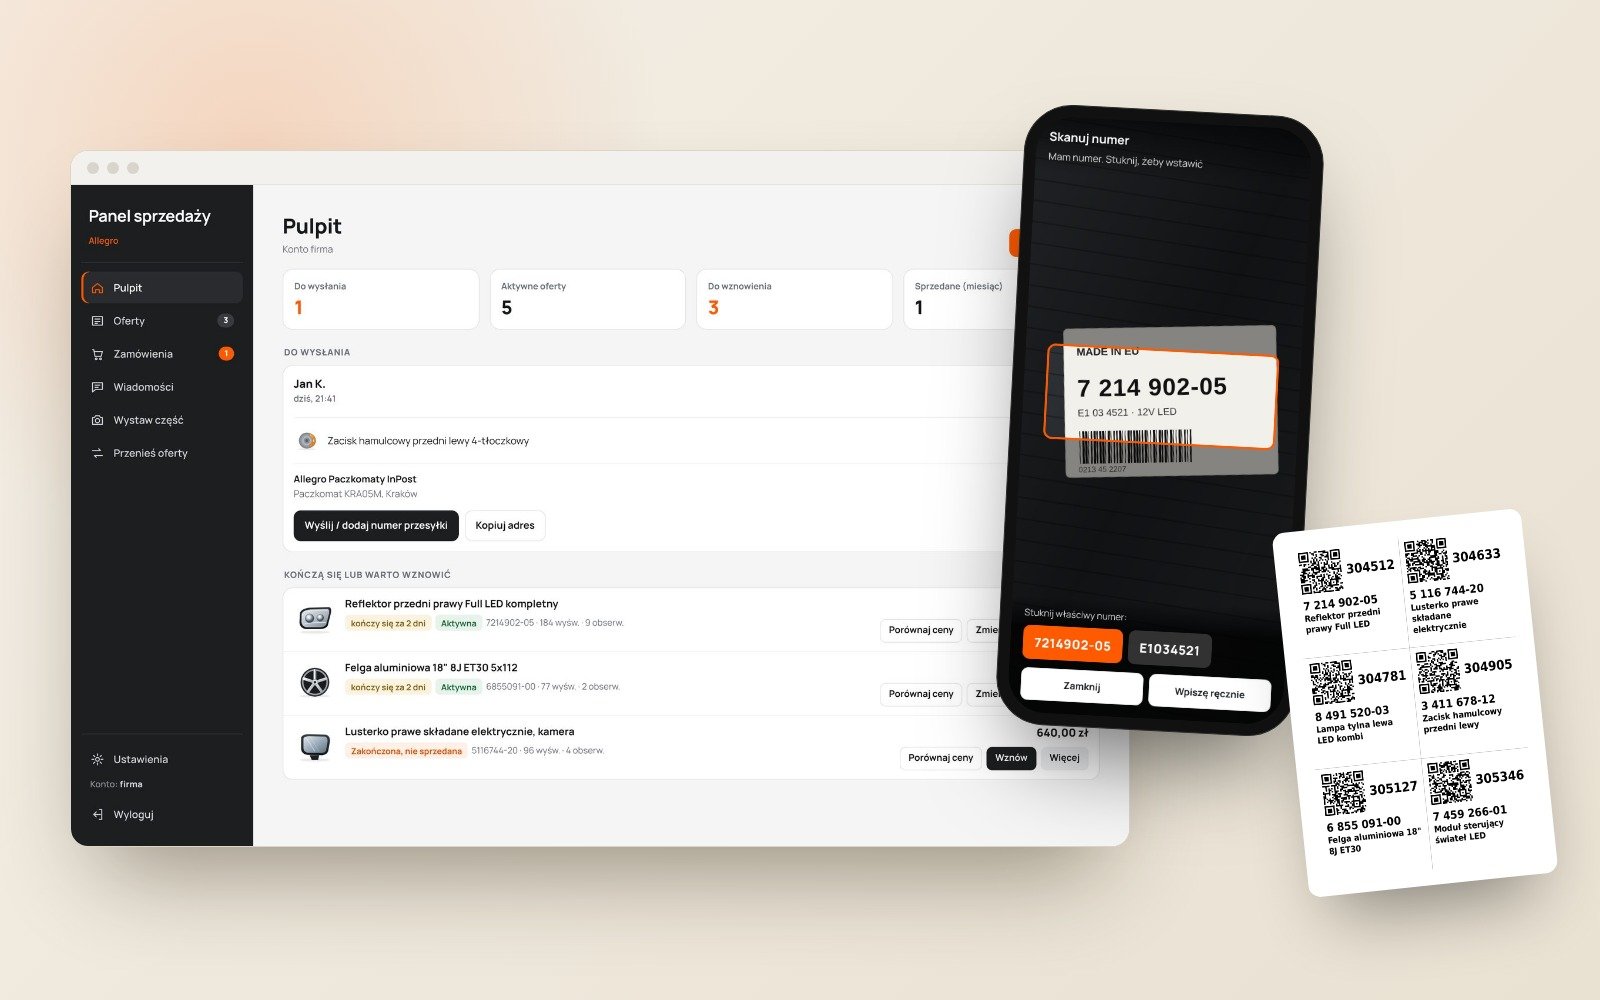 Panel sprzedaży
Allegro
Pulpit
Oferty 3
Zamówienia 1
Wiadomości
Wystaw część
Przenieś oferty
Ustawienia
Konto: firma
Wyloguj
Pulpit
Konto firma
Do wysłania
1
Aktywne oferty
5
Do wznowienia
3
Sprzedane (miesiąc)
1
DO WYSŁANIA
Jan K.
dziś, 21:41
Zacisk hamulcowy przedni lewy 4-tłoczkowy
Allegro Paczkomaty InPost
Paczkomat KRA05M, Kraków
Wyślij / dodaj numer przesyłki
Kopiuj adres
KOŃCZĄ SIĘ LUB WARTO WZNOWIĆ
Reflektor przedni prawy Full LED kompletny
kończy się za 2 dni Aktywna 7214902-05 · 184 wyśw. · 9 obserw.
Porównaj ceny
Felga aluminiowa 18" 8J ET30 5x112
kończy się za 2 dni Aktywna 6855091-00 · 77 wyśw. · 2 obserw.
Porównaj ceny
Lusterko prawe składane elektrycznie, kamera
Zakończona, nie sprzedana 5116744-20 · 96 wyśw. · 4 obserw.
640,00 zł
Porównaj ceny Wznów Więcej
Skanuj numer
Mam numer. Stuknij, żeby wstawić
MADE IN EU
7 214 902-05
E1 03 4521 · 12V LED
0213 45 2207
Stuknij właściwy numer:
7214902-05 E1034521
Zamknij Wpiszę ręcznie
304512
7 214 902-05
Reflektor przedni
prawy Full LED
304633
5 116 744-20
Lusterko prawe
składane
elektrycznie
304781
8 491 520-03
Lampa tylna lewa
LED kombi
304905
3 411 678-12
Zacisk hamulcowy
przedni lewy
305127
6 855 091-00
Felga aluminiowa 18"
8J ET30
305346
7 459 266-01
Moduł sterujący
świateł LED